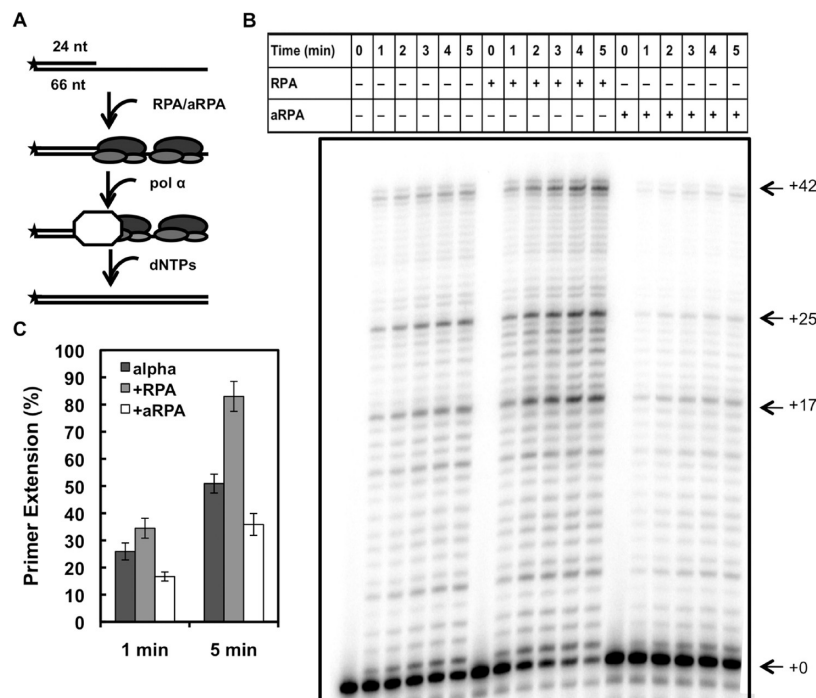 A
24 nt
66 nt
RPA/aRPA
pol α
dNTPs
B
Time (min) 0 1 2 3 4 5 0 1 2 3 4 5 0 1 2 3 4 5
RPA – – – – – – + + + + + + – – – – – –
aRPA – – – – – – – – – – – – + + + + + +
+42
+25
+17
+0
C
100
90
80
70
60
50
40
30
20
10
0
Primer Extension (%)
alpha
+RPA
+aRPA
1 min 5 min